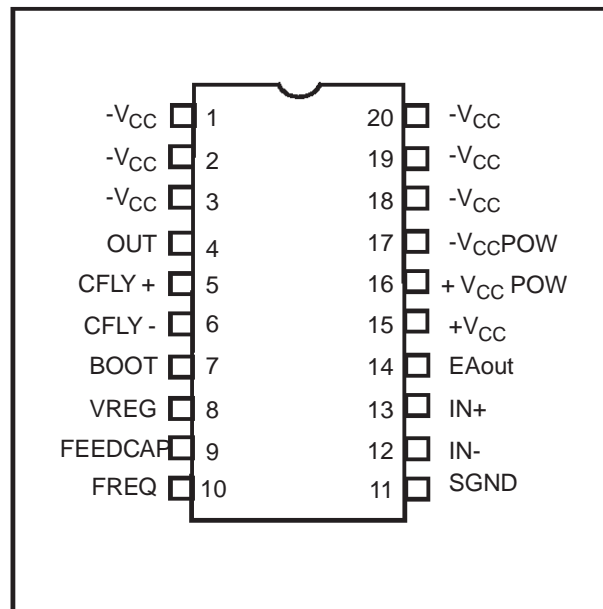 -VCC 1 20 -VCC
-VCC 2 19 -VCC
-VCC 3 18 -VCC
OUT 4 17 -VCCPOW
CFLY + 5 16 + VCC POW
CFLY - 6 15 +VCC
BOOT 7 14 EAout
VREG 8 13 IN+
FEEDCAP 9 12 IN-
FREQ 10 11 SGND